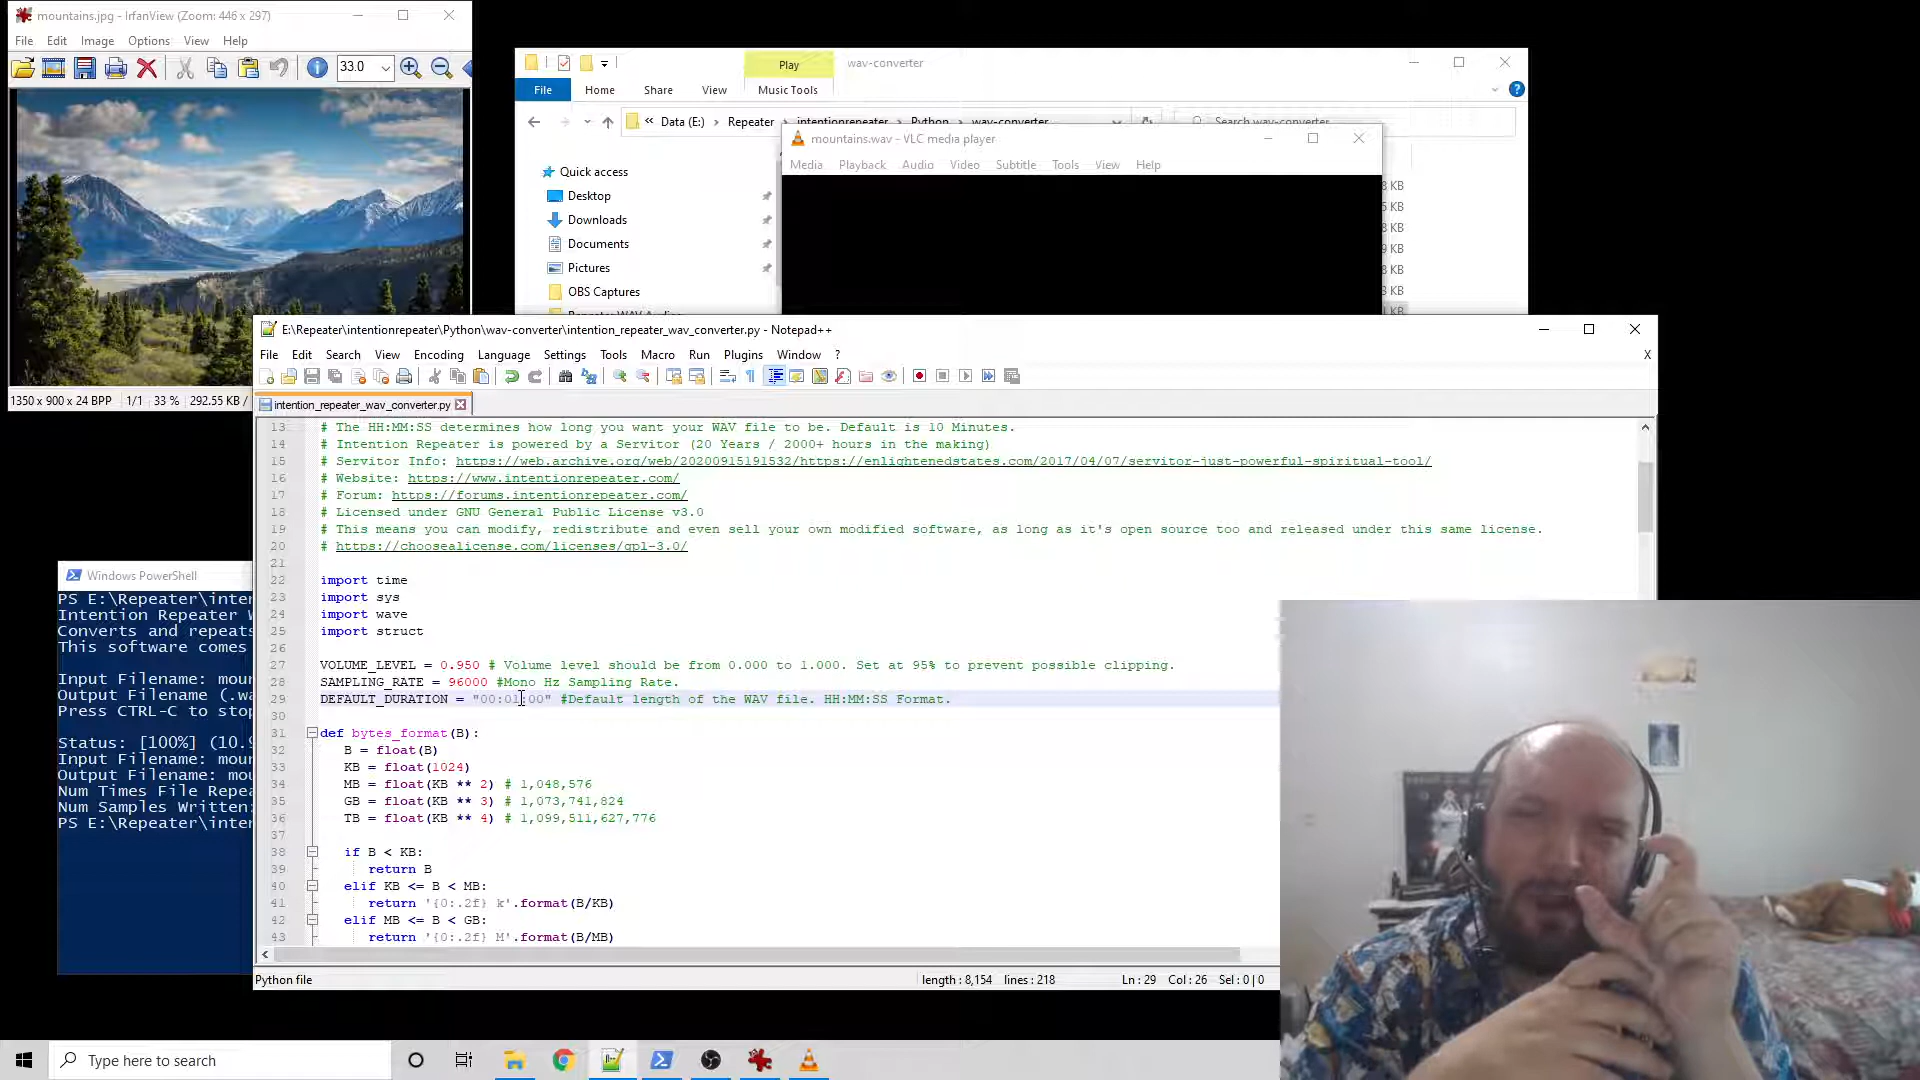 mountains.jpg - IrfanView (Zoom: 446 x 297)
File Edit Image Options View Help
33.0
1350 x 900 x 24 BPP 1/1 33 % 292.55 KB /
Play wav-converter
File Home Share View Music Tools
« Data (E:) Repeater intentionrepeater Python wav-converter Search wav-converter
Quick access
Desktop
Downloads
Documents
Pictures
OBS Captures
KB
KB
KB
KB
KB
KB
mountains.wav - VLC media player
Media Playback Audio Video Subtitle Tools View Help
E:\Repeater\intentionrepeater\Python\wav-converter\intention_repeater_wav_converter.py - Notepad++
File Edit Search View Encoding Language Settings Tools Macro Run Plugins Window ? X
intention_repeater_wav_converter.py
13 # The HH:MM:SS determines how long you want your WAV file to be. Default is 10 Minutes.
14 # Intention Repeater is powered by a Servitor (20 Years / 2000+ hours in the making)
15 # Servitor Info: https://web.archive.org/web/20200915191532/https://enlightenedstates.com/2017/04/07/servitor-just-powerful-spiritual-tool/
16 # Website: https://www.intentionrepeater.com/
17 # Forum: https://forums.intentionrepeater.com/
18 # Licensed under GNU General Public License v3.0
19 # This means you can modify, redistribute and even sell your own modified software, as long as it's open source too and released under this same license.
20 # https://choosealicense.com/licenses/gpl-3.0/
21
22 import time
23 import sys
24 import wave
25 import struct
26
27 VOLUME_LEVEL = 0.950 # Volume level should be from 0.000 to 1.000. Set at 95% to prevent possible clipping.
28 SAMPLING_RATE = 96000 #Mono Hz Sampling Rate.
29 DEFAULT_DURATION = "00:01:00" #Default length of the WAV file. HH:MM:SS Format.
30
31 def bytes_format(B):
32 B = float(B)
33 KB = float(1024)
34 MB = float(KB ** 2) # 1,048,576
35 GB = float(KB ** 3) # 1,073,741,824
36 TB = float(KB ** 4) # 1,099,511,627,776
37
38 if B < KB:
39 return B
40 elif KB <= B < MB:
41 return '{0:.2f} k'.format(B/KB)
42 elif MB <= B < GB:
43 return '{0:.2f} M'.format(B/MB)
Python file length : 8,154 lines : 218 Ln : 29 Col : 26 Sel : 0 | 0
Windows PowerShell
PS E:\Repeater\inten
Intention Repeater W
Converts and repeats
This software comes
Input Filename: moun
Output Filename (.wa
Press CTRL-C to stop
Status: [100%] (10.9
Input Filename: moun
Output Filename: mou
Num Times File Repea
Num Samples Written:
PS E:\Repeater\inten
Type here to search